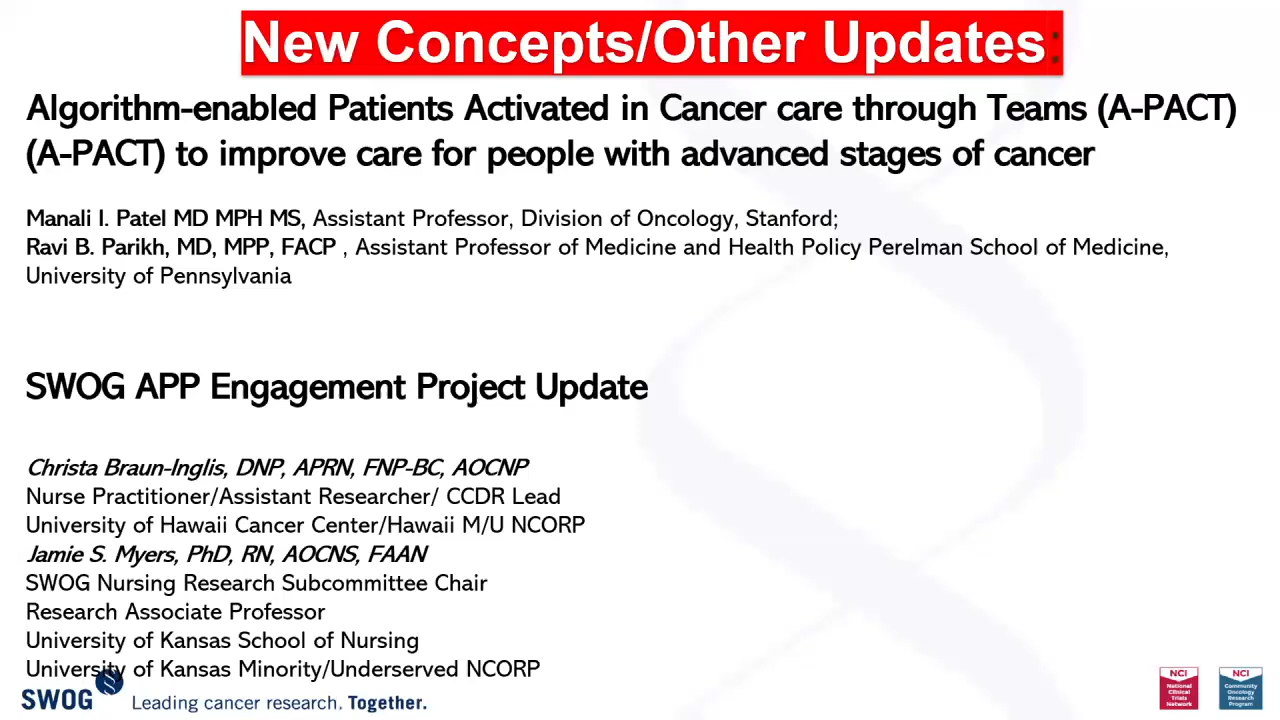 New Concepts/Other Updates:
Algorithm-enabled Patients Activated in Cancer care through Teams (A-PACT)
(A-PACT) to improve care for people with advanced stages of cancer
Manali I. Patel MD MPH MS, Assistant Professor, Division of Oncology, Stanford;
Ravi B. Parikh, MD, MPP, FACP , Assistant Professor of Medicine and Health Policy Perelman School of Medicine,
University of Pennsylvania
SWOG APP Engagement Project Update
Christa Braun-Inglis, DNP, APRN, FNP-BC, AOCNP
Nurse Practitioner/Assistant Researcher/ CCDR Lead
University of Hawaii Cancer Center/Hawaii M/U NCORP
Jamie S. Myers, PhD, RN, AOCNS, FAAN
SWOG Nursing Research Subcommittee Chair
Research Associate Professor
University of Kansas School of Nursing
University of Kansas Minority/Underserved NCORP
SWOG Leading cancer research. Together.
NCI
National
Clinical
Trials
Network
NCI
Community
Oncology
Research
Program